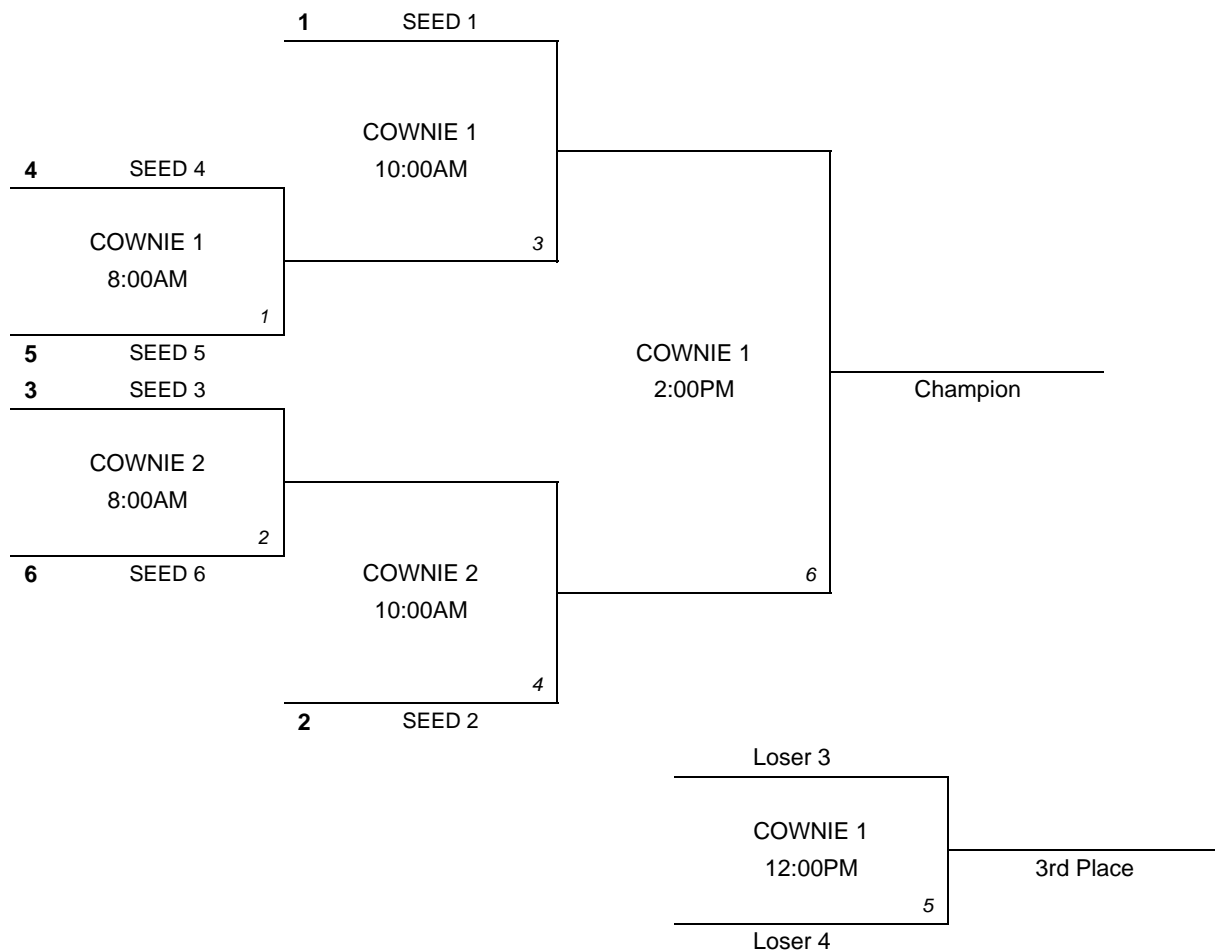 1 SEED 1
COWNIE 1
10:00AM
3
4 SEED 4
COWNIE 1
8:00AM
1
5 SEED 5
3 SEED 3
COWNIE 2
8:00AM
2
6 SEED 6
COWNIE 2
10:00AM
4
2 SEED 2
COWNIE 1
2:00PM
6
Champion
Loser 3
COWNIE 1
12:00PM
5
Loser 4
3rd Place